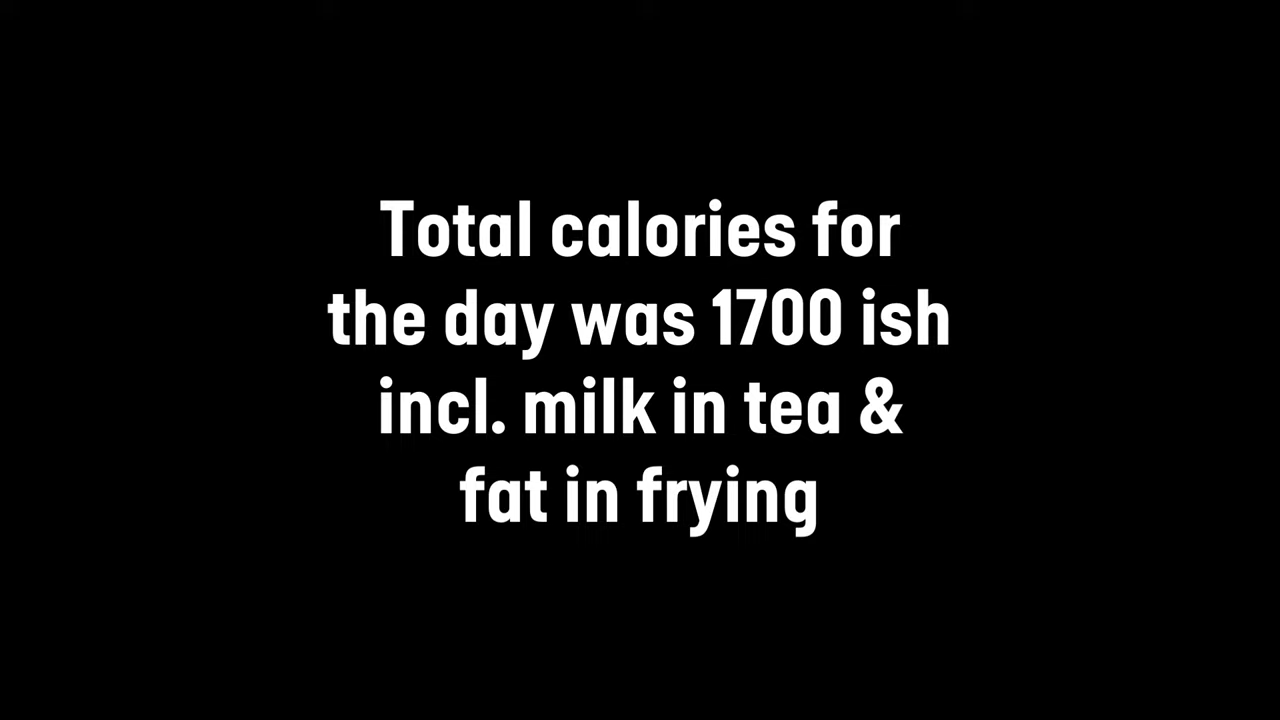 Total calories for
the day was 1700 ish
incl. milk in tea &
fat in frying